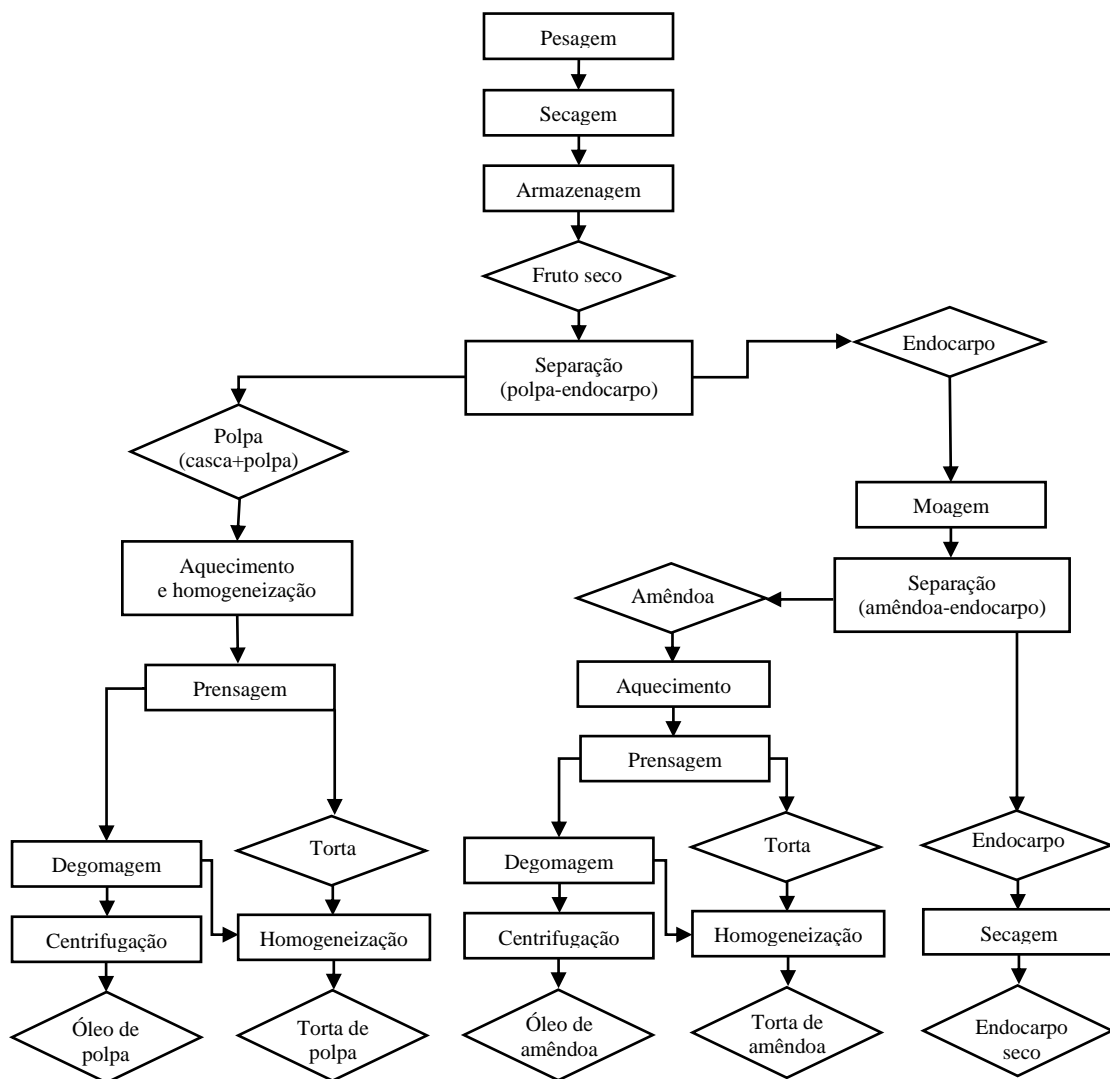 Pesagem
Secagem
Armazenagem
Fruto seco
Separação
(polpa-endocarpo)
Endocarpo
Polpa
(casca+polpa)
Moagem
Aquecimento
e homogeneização
Amêndoa
Separação
(amêndoa-endocarpo)
Prensagem
Aquecimento
Prensagem
Degomagem
Torta
Degomagem
Torta
Endocarpo
Centrifugação
Homogeneização
Centrifugação
Homogeneização
Secagem
Óleo de
polpa
Torta de
polpa
Óleo de
amêndoa
Torta de
amêndoa
Endocarpo
seco